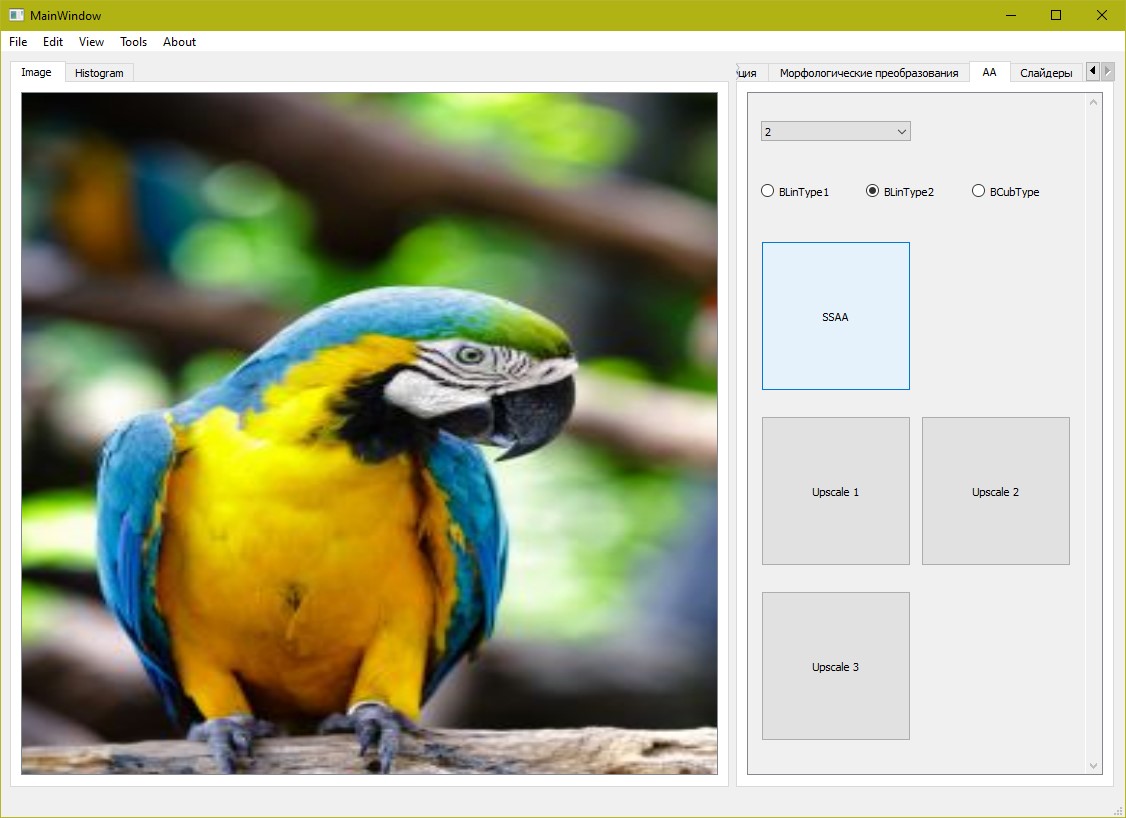 MainWindow
File Edit View Tools About
Image Histogram
Морфологические преобразования AA Слайдеры
2
BLinType1 BLinType2 BCubType
SSAA
Upscale 1 Upscale 2
Upscale 3